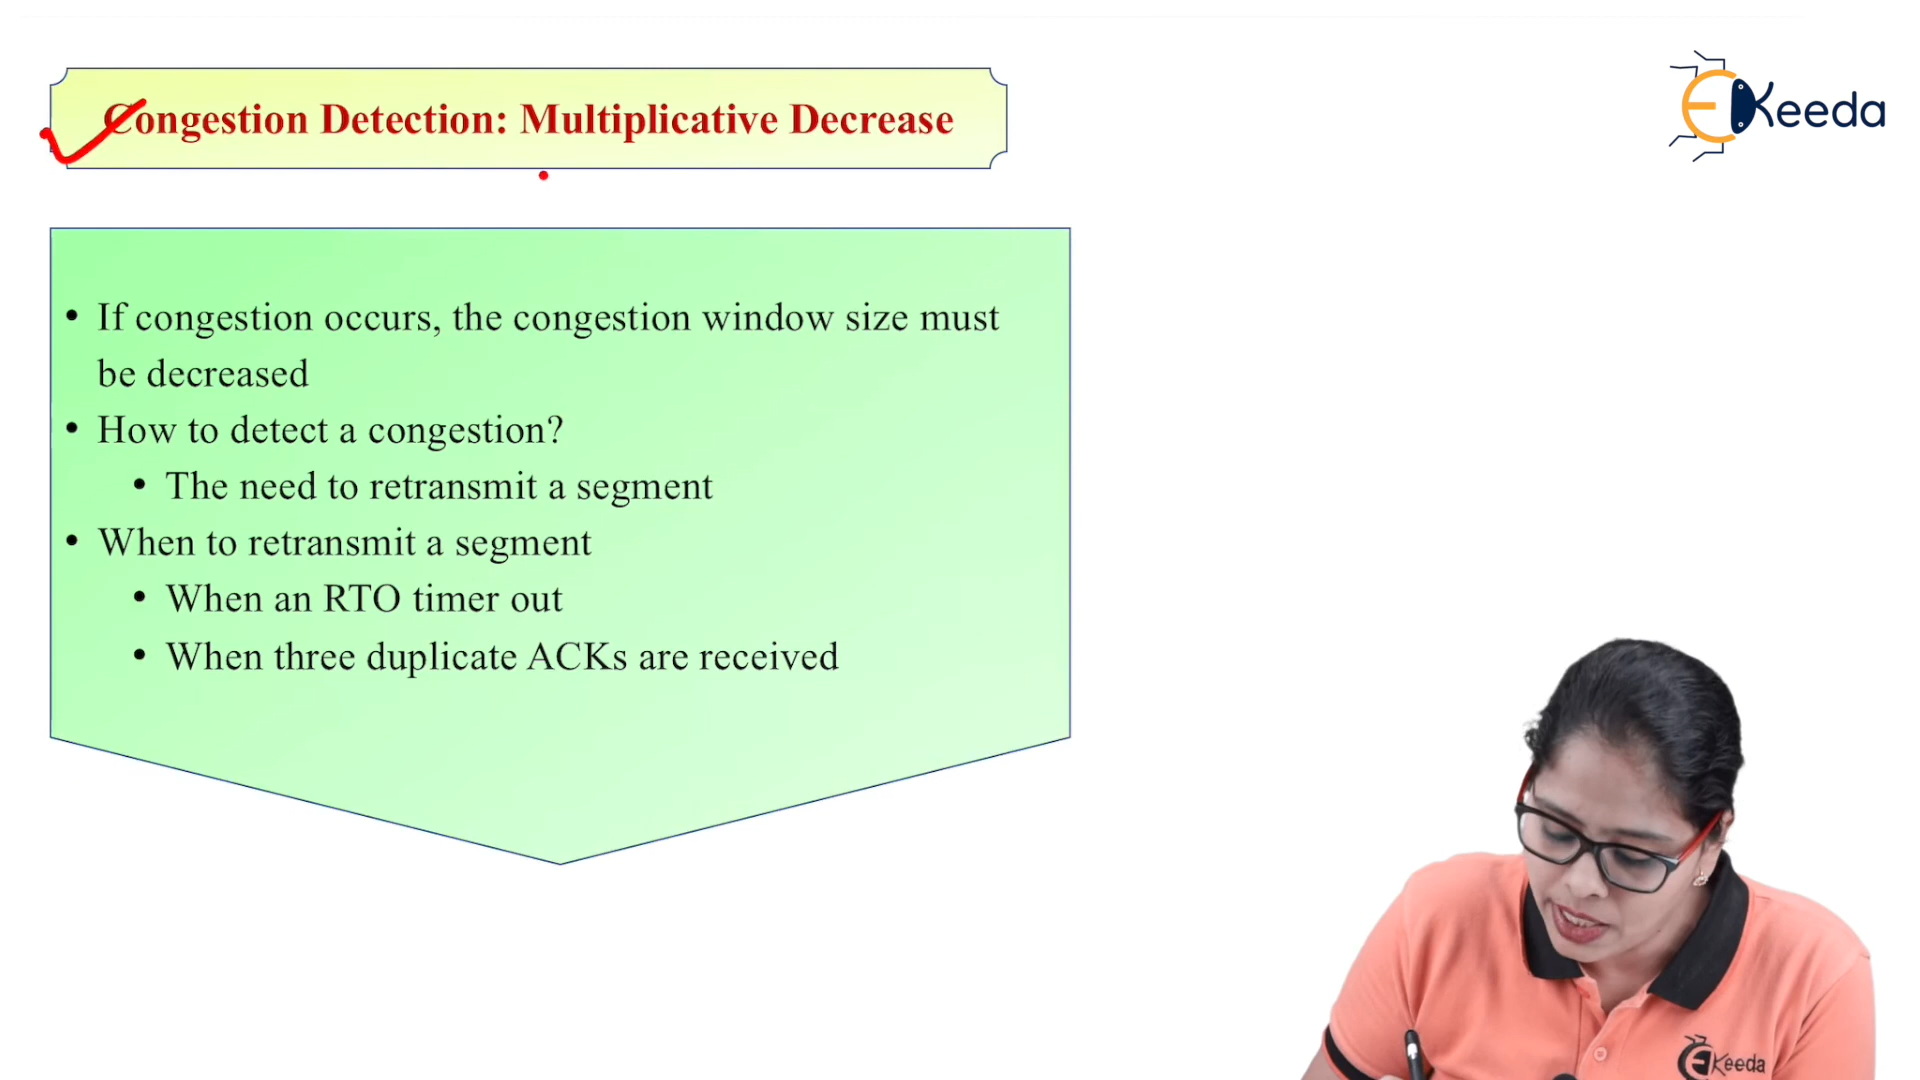 Congestion Detection: Multiplicative Decrease
EKeeda
• If congestion occurs, the congestion window size must
be decreased
• How to detect a congestion?
• The need to retransmit a segment
• When to retransmit a segment
• When an RTO timer out
• When three duplicate ACKs are received
EKeeda